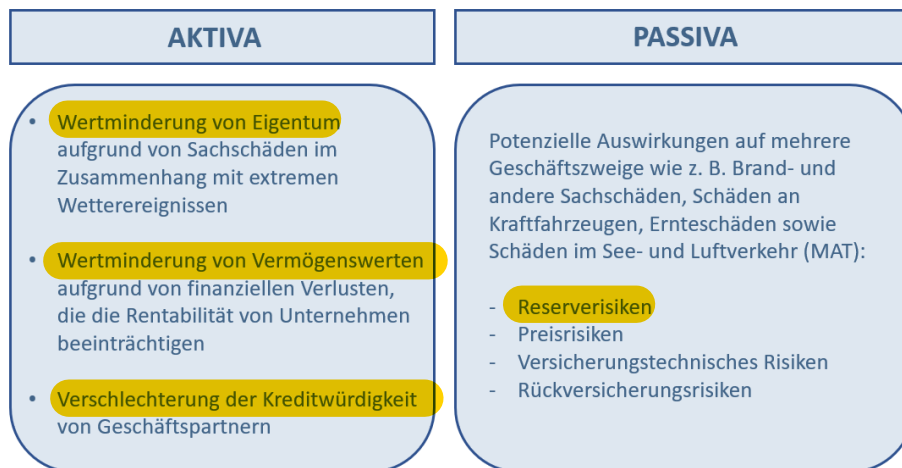 AKTIVA
• Wertminderung von Eigentum
aufgrund von Sachschäden im
Zusammenhang mit extremen
Wetterereignissen
• Wertminderung von Vermögenswerten
aufgrund von finanziellen Verlusten,
die die Rentabilität von Unternehmen
beeinträchtigen
• Verschlechterung der Kreditwürdigkeit
von Geschäftspartnern
PASSIVA
Potenzielle Auswirkungen auf mehrere
Geschäftszweige wie z. B. Brand- und
andere Sachschäden, Schäden an
Kraftfahrzeugen, Ernteschäden sowie
Schäden im See- und Luftverkehr (MAT):
- Reserverisiken
- Preisrisiken
- Versicherungstechnisches Risiken
- Rückversicherungsrisiken